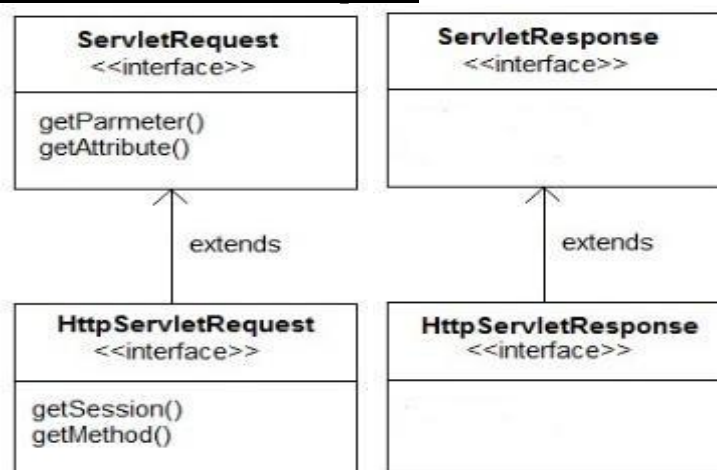 ServletRequest
<<interface>>
getParmeter()
getAttribute()
ServletResponse
<<interface>>
extends
extends
HttpServletRequest
<<interface>>
getSession()
getMethod()
HttpServletResponse
<<interface>>